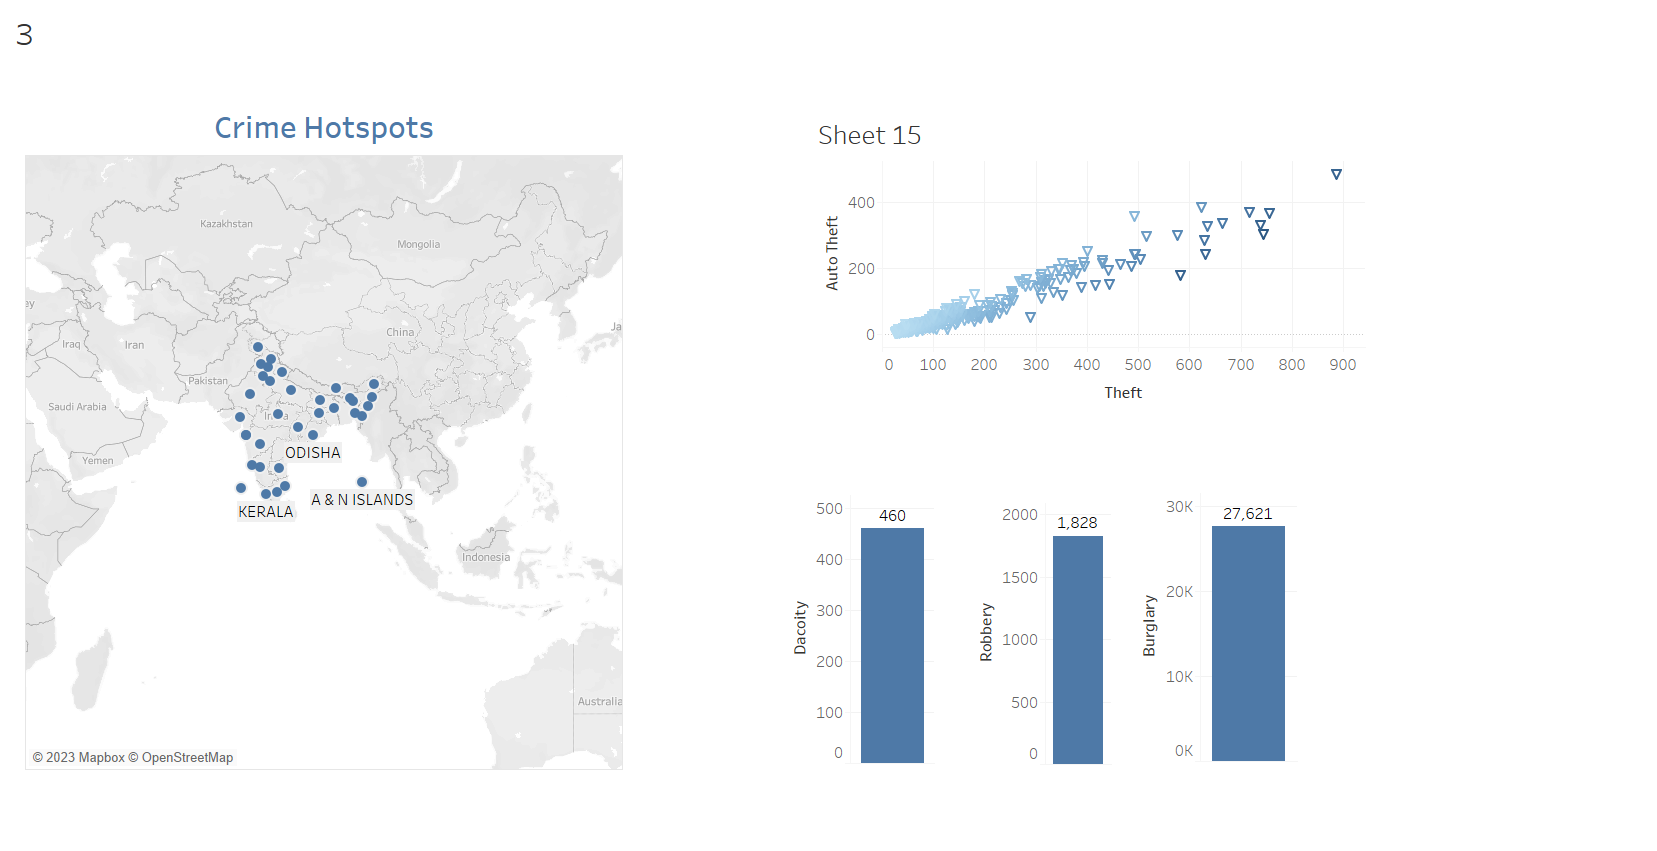 3
Crime Hotspots
Kazakhstan
Mongolia
China
Ja
Iraq
Iran
Pakistan
Saudi Arabia
Yemen
ODISHA
A & N ISLANDS
KERALA
Indonesia
Australia
© 2023 Mapbox © OpenStreetMap
Sheet 15
Auto Theft
400
200
0
0 100 200 300 400 500 600 700 800 900
Theft
Dacoity
500
400
300
200
100
0
460
Robbery
2000
1500
1000
500
0
1,828
Burglary
30K
20K
10K
0K
27,621